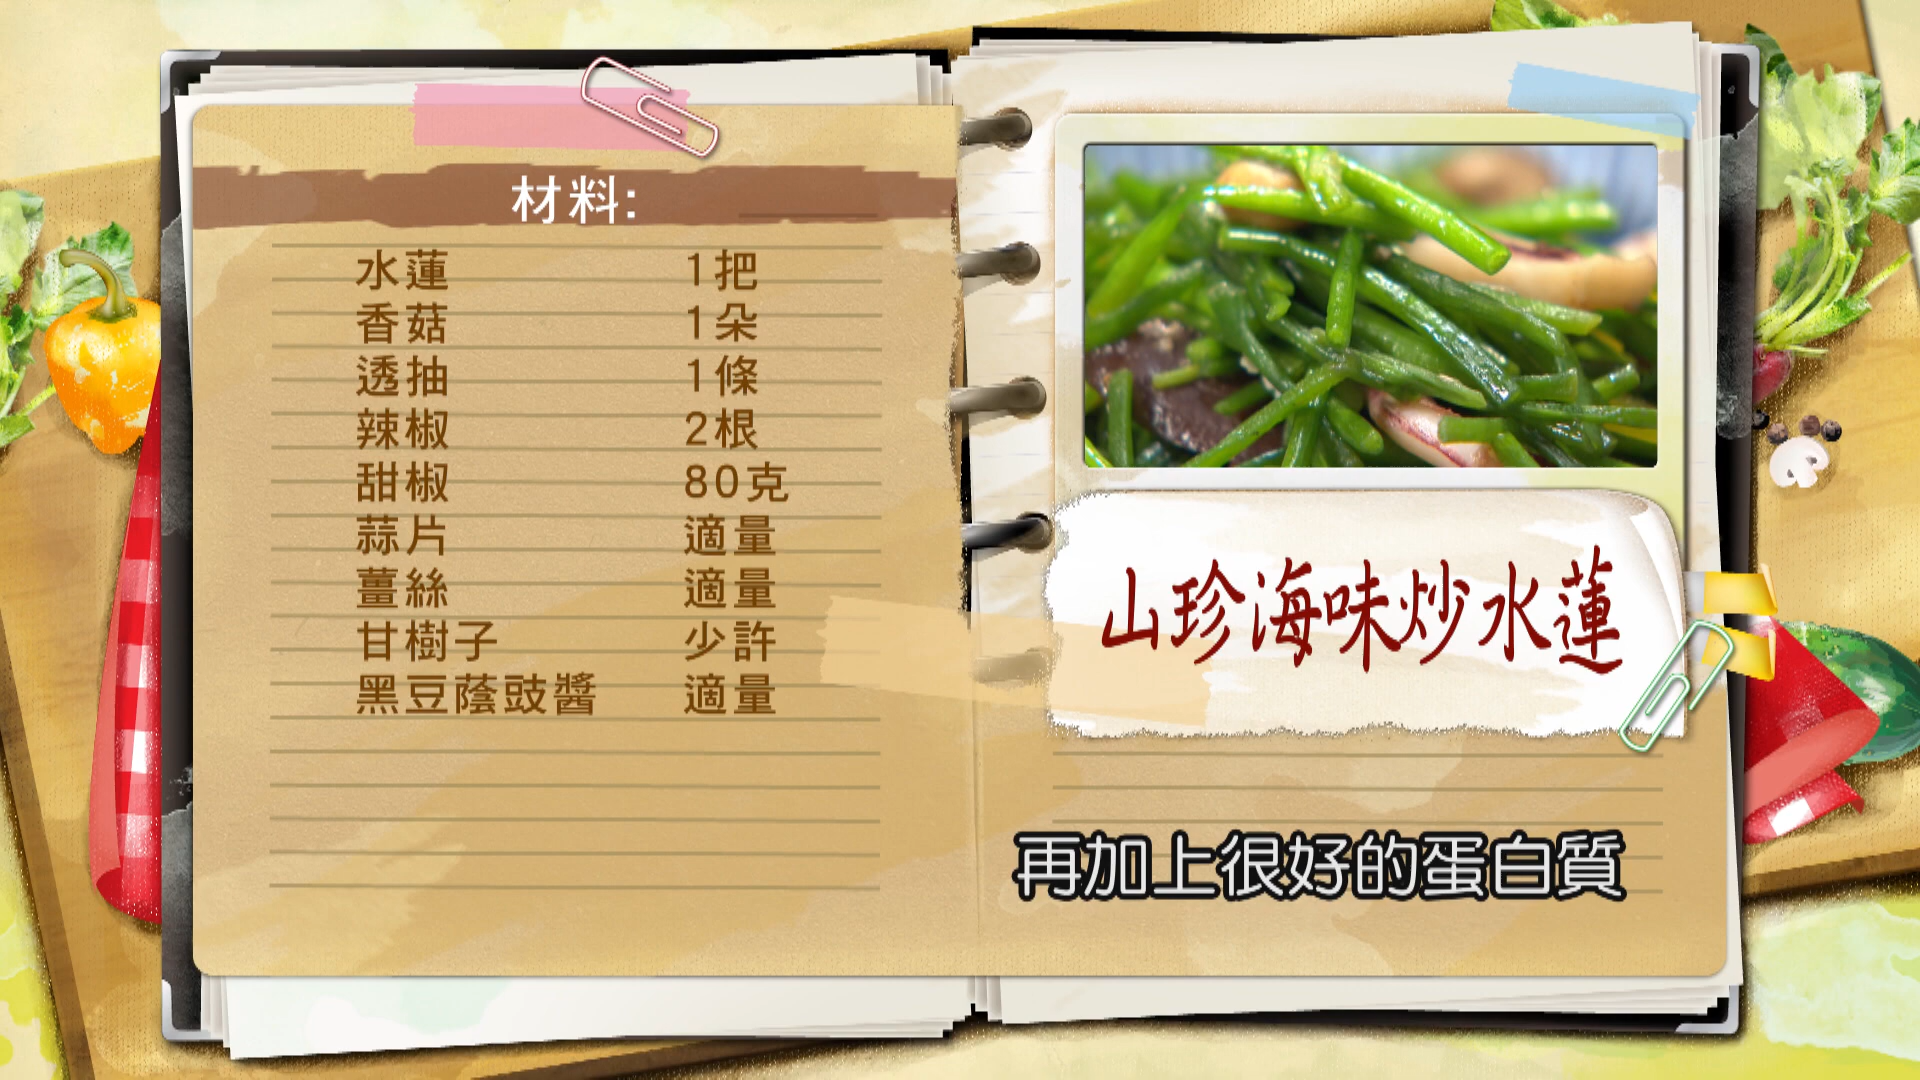 材料:
水蓮 1把
香菇 1朵
透抽 1條
辣椒 2根
甜椒 80克
蒜片 適量
薑絲 適量
甘樹子 少許
黑豆蔭豉醬 適量
山珍海味炒水蓮
再加上很好的蛋白質